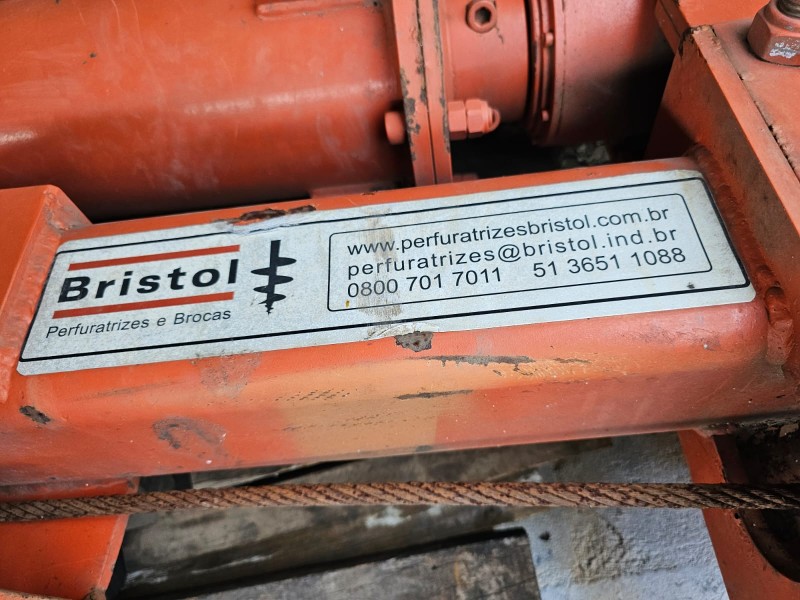 Bristol
Perfuratrizes e Brocas
www.perfuratrizesbristol.com.br
perfuratrizes@bristol.ind.br
0800 701 7011 51 3651 1088